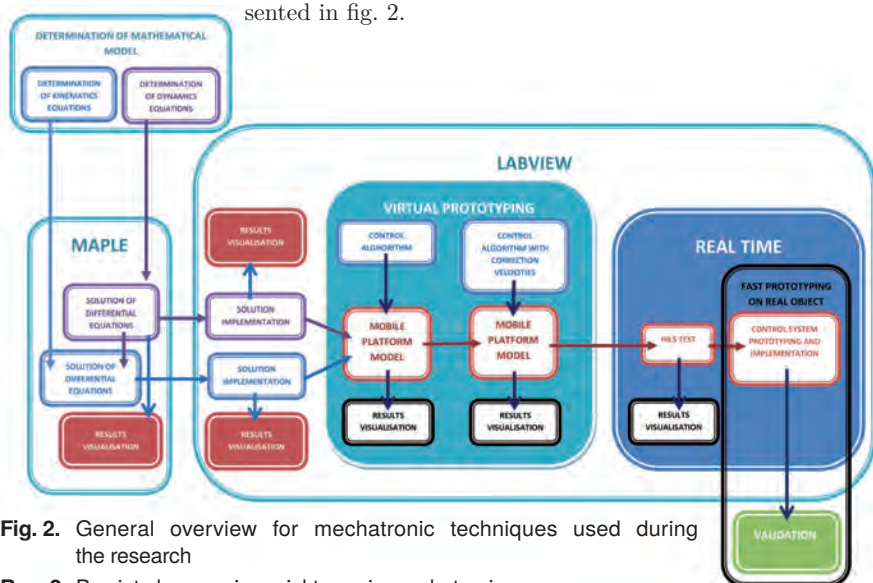 sented in fig. 2.
DETERMINATION OF MATHEMATICAL
MODEL
DETERMINATION
OF KINEMATICS
EQUATIONS
DETERMINATION
OF DYNAMICS
EQUATIONS
LABVIEW
VIRTUAL PROTOTYPING
MAPLE
RESULTS
VISUALISATION
CONTROL
ALGHORITHM
CONTROL
ALGORITHM WITH
CORRECTION
VELOCTIES
REAL TIME
FAST PROTOTYPING
ON REAL OBJECT
SOLUTION OF
DIFFERENTIAL
EQUATIONS
SOLUTION
IMPLEMENTATION
MOBILE
PLATFORM
MODEL
MOBILE
PLATFORM
MODEL
HILS TEST
CONTROL SYSTEM
PROTOTYPING AND
IMPLEMENTATION
SOLUTION OF
DIFFERENTIAL
EQUATIONS
SOLUTION
IMPLEMENTATION
RESULTS
VISUALISATION
RESULTS
VISUALISATION
RESULTS
VISUALISATION
RESULTS
VISUALISATION
RESULTS
VISUALISATION
Fig. 2. General overview for mechatronic techniques used during
the research
VALIDATION